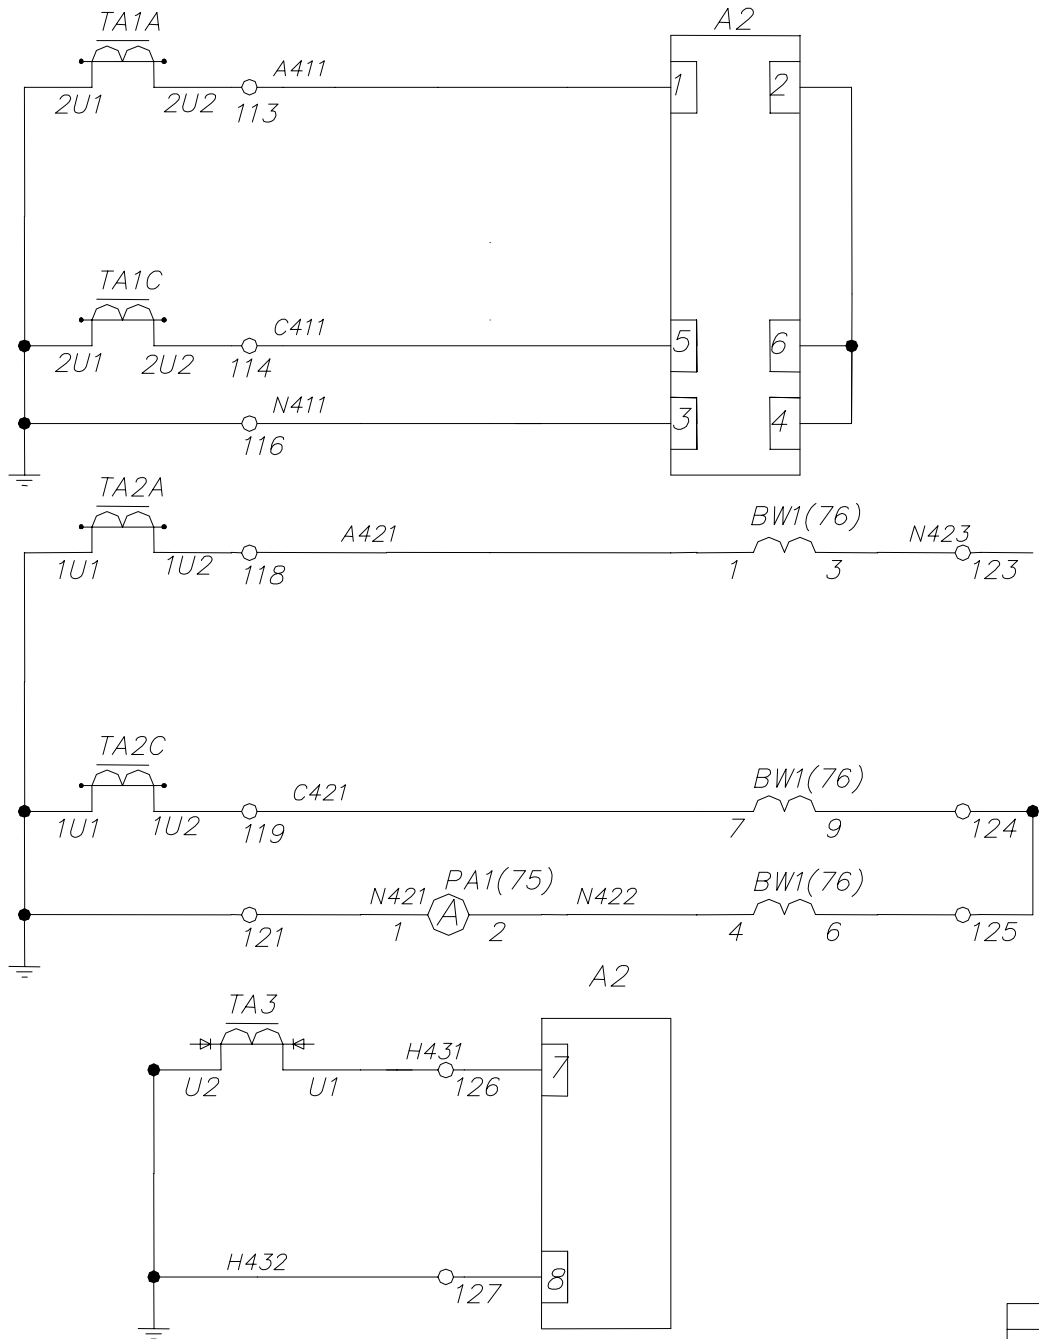 TA1A
A2
A411
1
2
2U1
2U2
113
TA1C
C411
5
6
2U1
2U2
114
N411
3
4
116
TA2A
BW1(76)
A421
N423
1U1
1U2
118
1
3
123
TA2C
BW1(76)
C421
1U1
1U2
119
7
9
124
PA1(75)
BW1(76)
N421
A
N422
121
1
2
4
6
125
A2
TA3
H431
7
U2
U1
126
H432
8
127